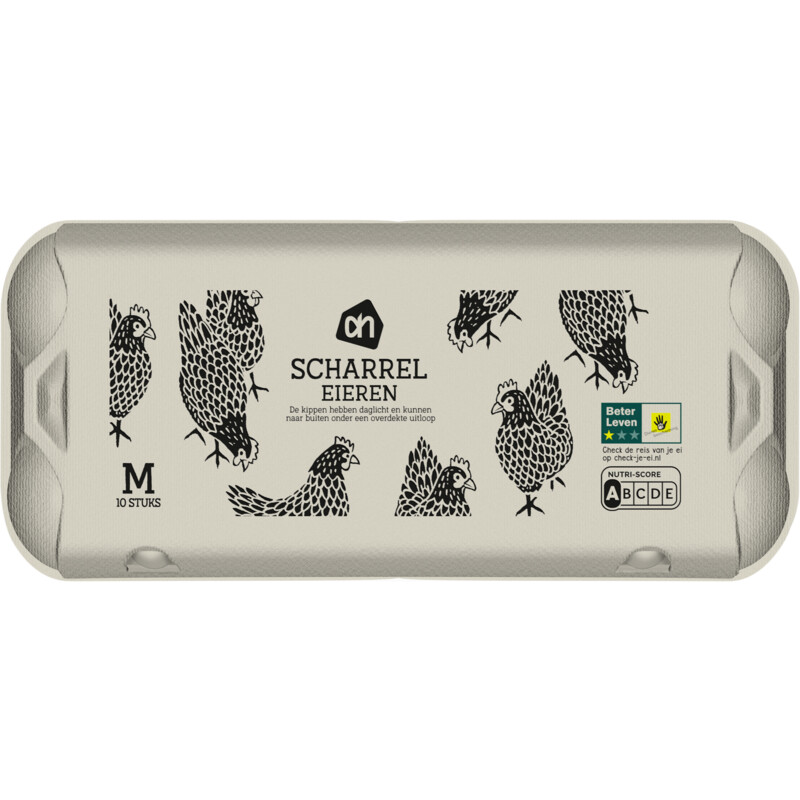 ah
SCHARREL
EIEREN
De kippen hebben daglicht en kunnen
naar buiten onder een overdekte uitloop
M
10 STUKS
Beter
Leven
Check de reis van je ei
op check-je-ei.nl
NUTRI-SCORE
ABCDE